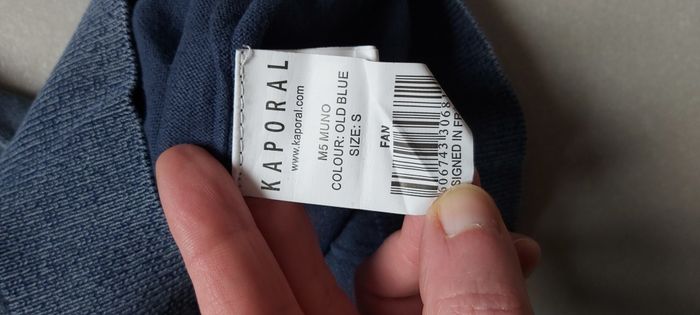 KAPORAL
www.kaporal.com
M5 MUNO
COLOUR: OLD BLUE
SIZE: S
FAN